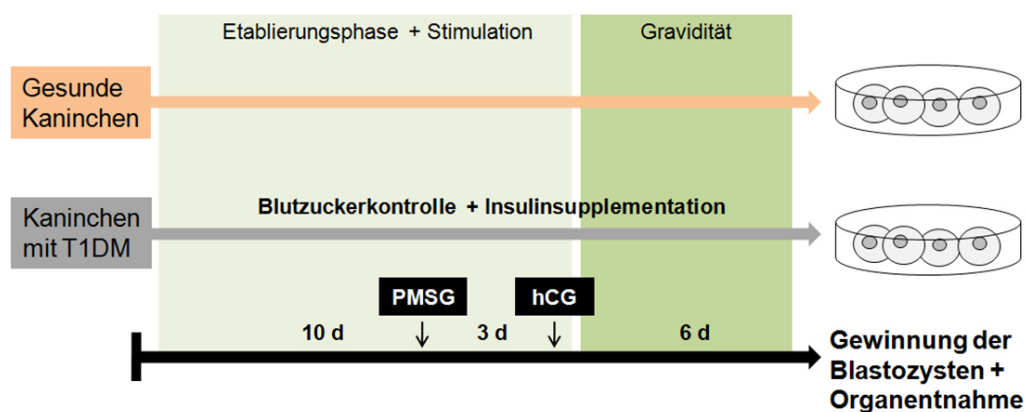 Etablierungsphase + Stimulation
Gravidität
Gesunde
Kaninchen
Kaninchen
mit T1DM
Blutzuckerkontrolle + Insulinsupplementation
PMSG
hCG
10 d
3 d
6 d
Gewinnung der
Blastozysten +
Organentnahme